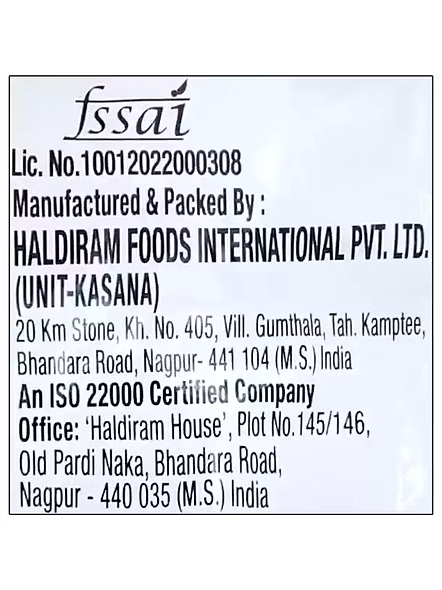 fssai
Lic. No.10012022000308
Manufactured & Packed By :
HALDIRAM FOODS INTERNATIONAL PVT. LTD.
(UNIT-KASANA)
20 Km Stone, Kh. No. 405, Vill. Gumthala, Tah. Kamptee,
Bhandara Road, Nagpur- 441 104 (M.S.) India
An ISO 22000 Certified Company
Office: 'Haldiram House', Plot No.145/146,
Old Pardi Naka, Bhandara Road,
Nagpur - 440 035 (M.S.) India